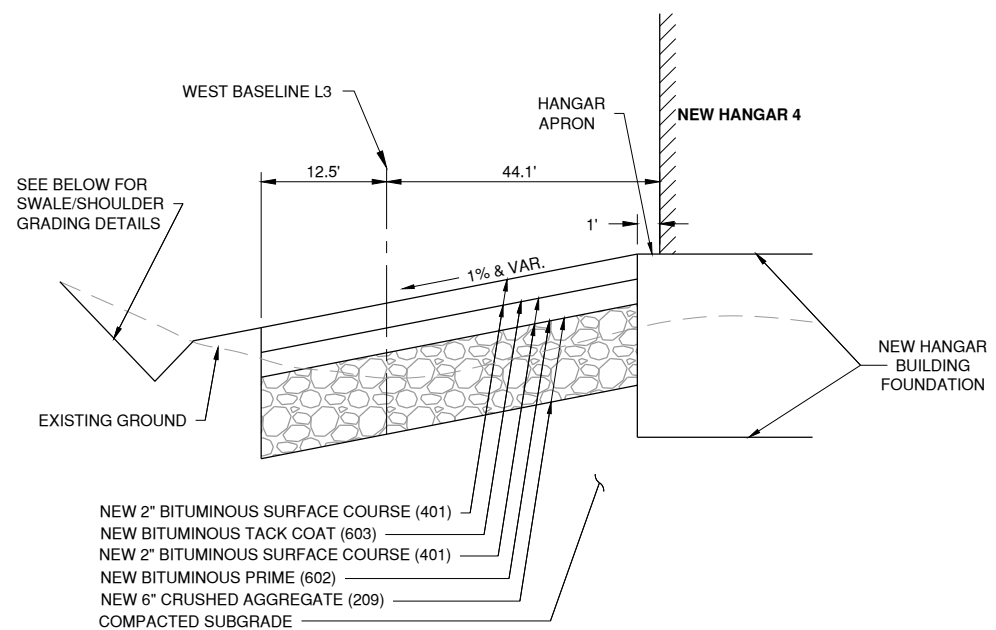 WEST BASELINE L3
HANGAR
APRON
NEW HANGAR 4
12.5'
44.1'
SEE BELOW FOR
SWALE/SHOULDER
GRADING DETAILS
1'
1% & VAR.
NEW HANGAR
BUILDING
FOUNDATION
EXISTING GROUND
NEW 2" BITUMINOUS SURFACE COURSE (401)
NEW BITUMINOUS TACK COAT (603)
NEW 2" BITUMINOUS SURFACE COURSE (401)
NEW BITUMINOUS PRIME (602)
NEW 6" CRUSHED AGGREGATE (209)
COMPACTED SUBGRADE